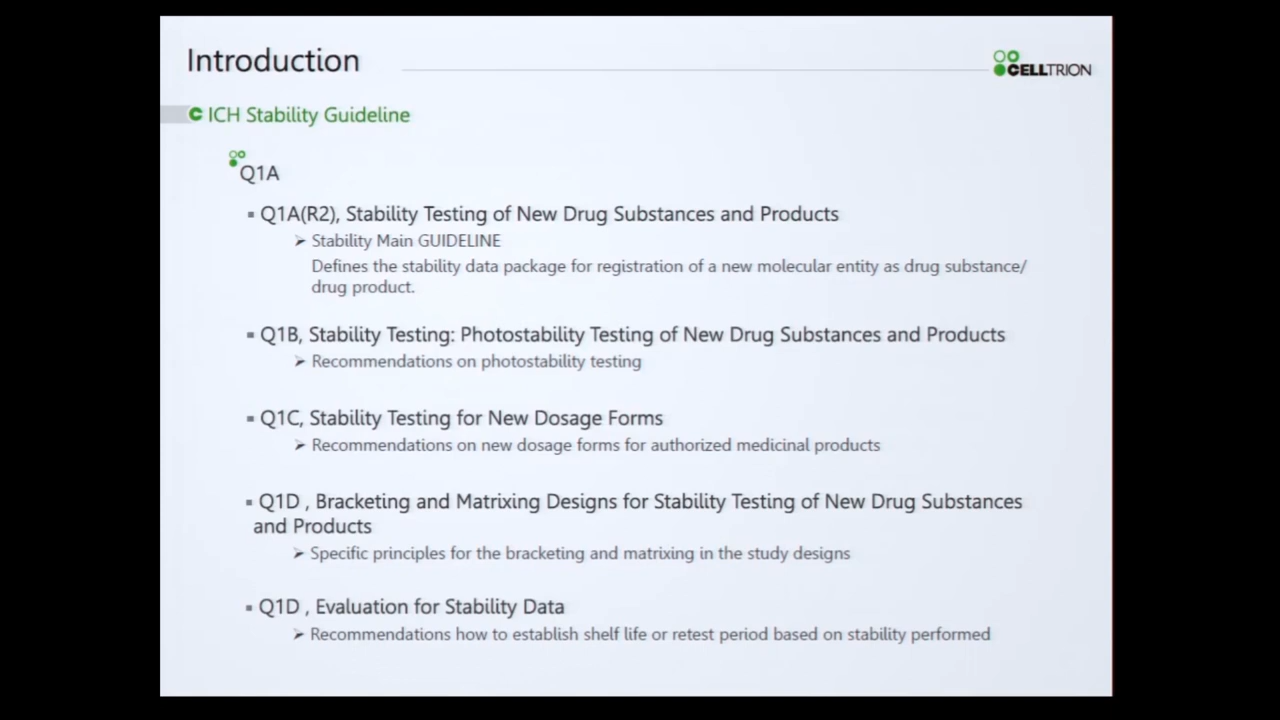 Introduction
CELLTRION
ICH Stability Guideline
Q1A
▪ Q1A(R2), Stability Testing of New Drug Substances and Products
➢ Stability Main GUIDELINE
Defines the stability data package for registration of a new molecular entity as drug substance/
drug product.
▪ Q1B, Stability Testing: Photostability Testing of New Drug Substances and Products
➢ Recommendations on photostability testing
▪ Q1C, Stability Testing for New Dosage Forms
➢ Recommendations on new dosage forms for authorized medicinal products
▪ Q1D , Bracketing and Matrixing Designs for Stability Testing of New Drug Substances
and Products
➢ Specific principles for the bracketing and matrixing in the study designs
▪ Q1D , Evaluation for Stability Data
➢ Recommendations how to establish shelf life or retest period based on stability performed